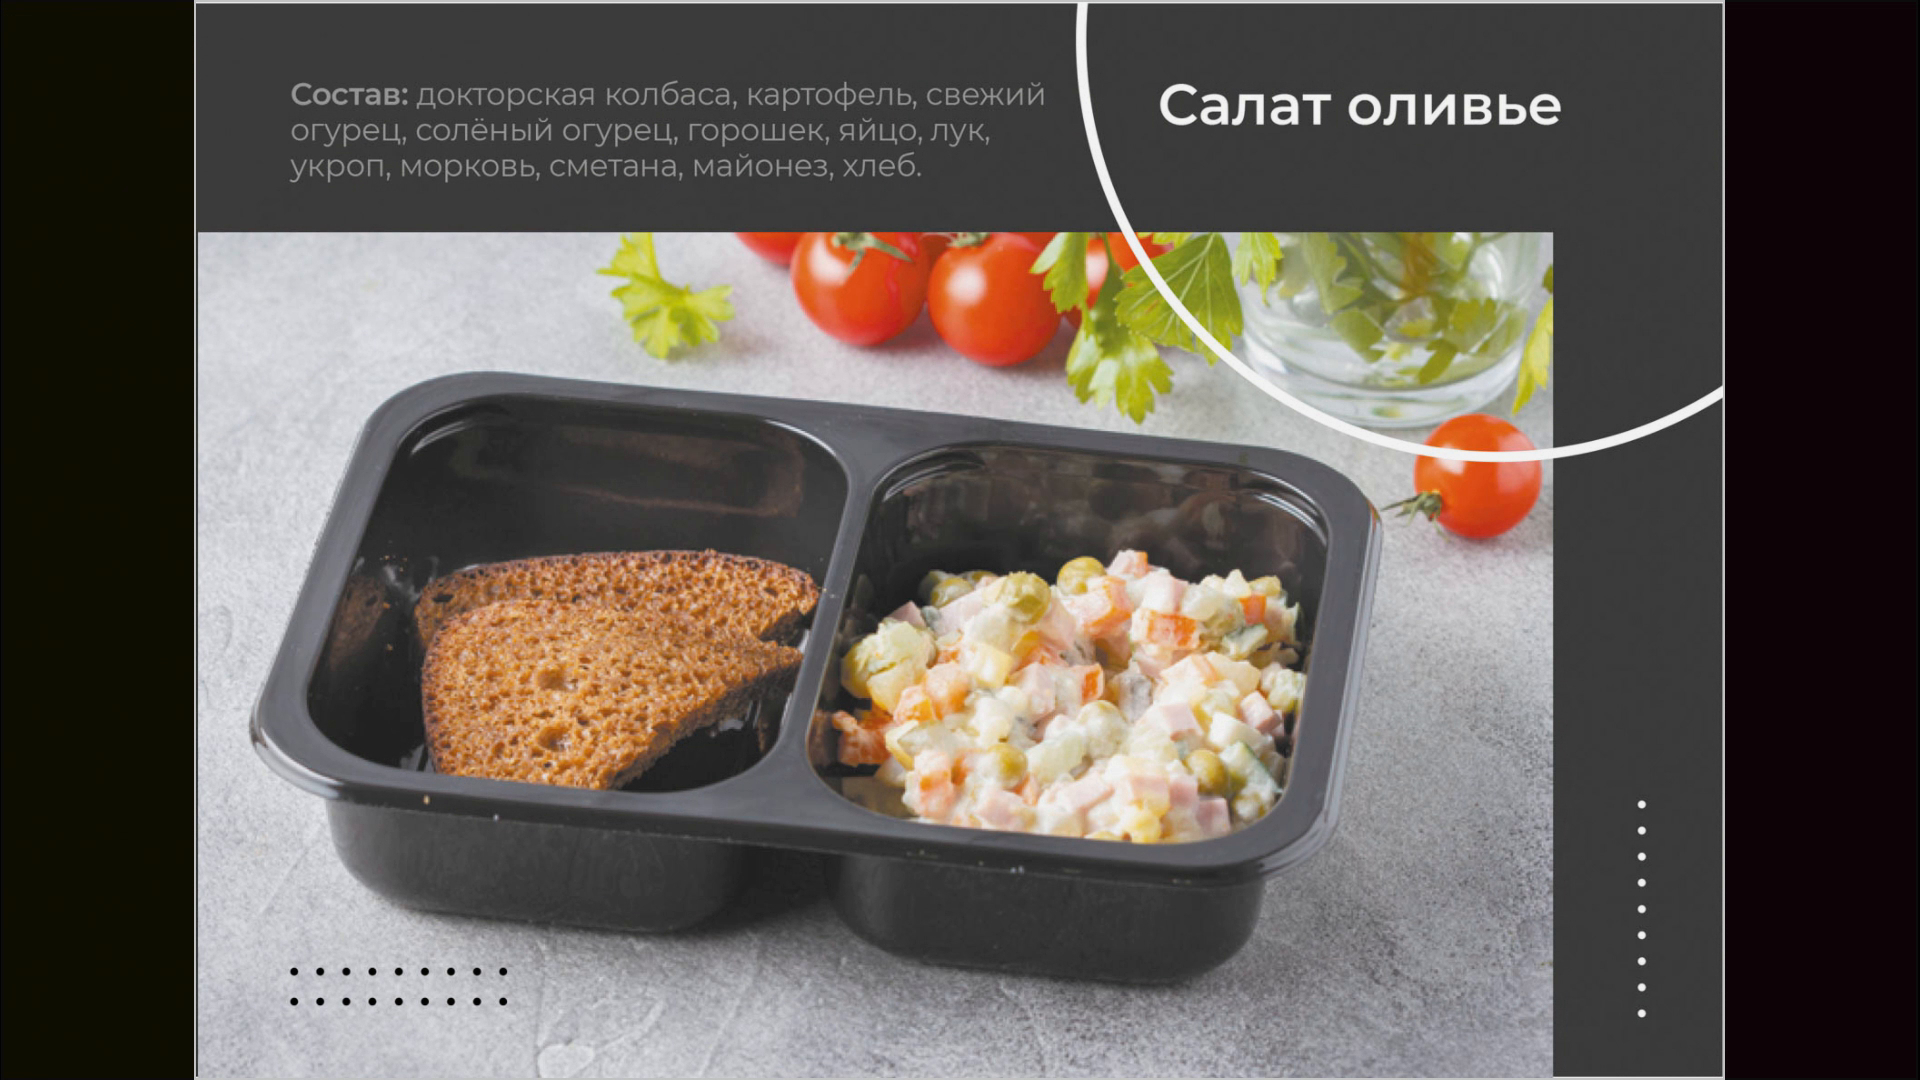 Состав: докторская колбаса, картофель, свежий
огурец, солёный огурец, горошек, яйцо, лук,
укроп, морковь, сметана, майонез, хлеб.
Салат оливье